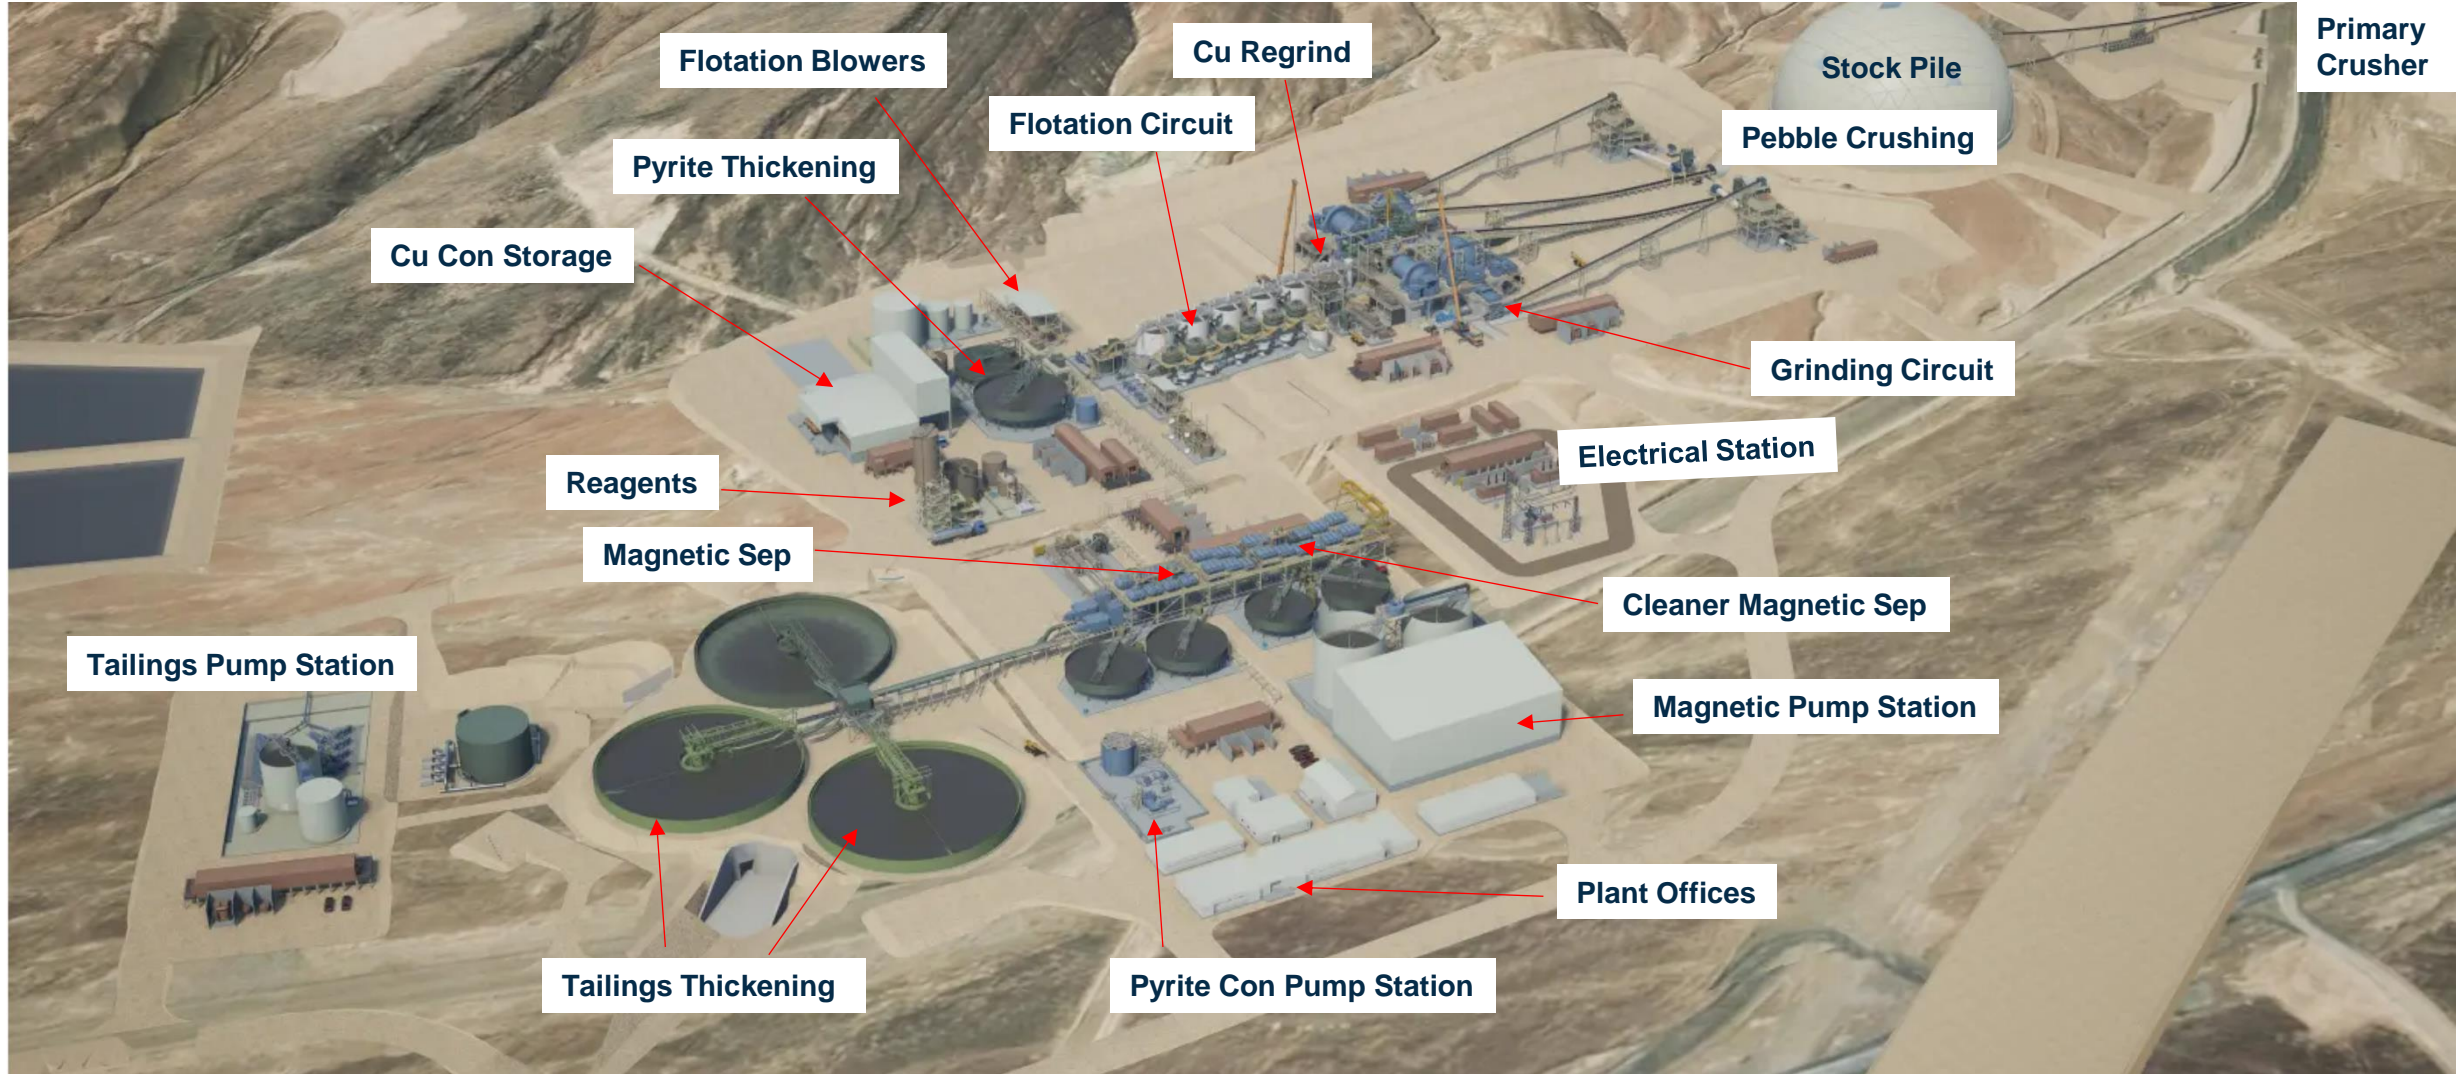 Primary
Crusher
Flotation Blowers
Cu Regrind
Stock Pile
Flotation Circuit
Pebble Crushing
Pyrite Thickening
Cu Con Storage
Grinding Circuit
Electrical Station
Reagents
Magnetic Sep
Cleaner Magnetic Sep
Tailings Pump Station
Magnetic Pump Station
Plant Offices
Tailings Thickening
Pyrite Con Pump Station